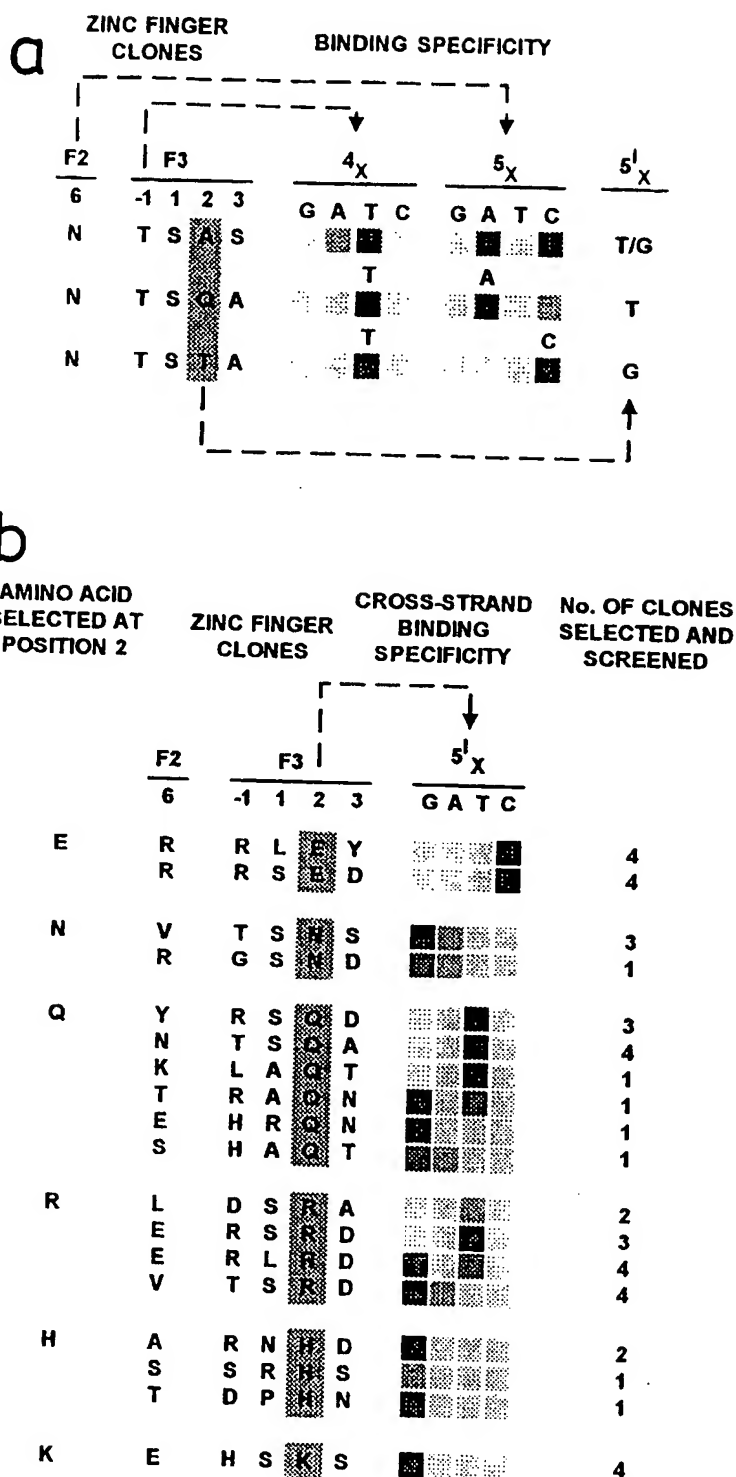 a
ZINC FINGER CLONES
BINDING SPECIFICITY
F2 F3 4X 5X 5'X
6 -1 1 2 3 G A T C G A T C
N T S A S T/G
T A
N T S Q A T
T C
N T S T A G
b
AMINO ACID SELECTED AT POSITION 2
ZINC FINGER CLONES
CROSS-STRAND BINDING SPECIFICITY
No. OF CLONES SELECTED AND SCREENED
F2 F3 5'X
6 -1 1 2 3 G A T C
E R R L E Y 4
R R S E D 4
N V T S N S 3
R G S N D 1
Q Y R S Q D 3
N T S Q A 4
K L A Q T 1
T R A Q N 1
E H R Q N 1
S H A Q T 1
R L D S R A 2
E R S R D 3
E R L R D 4
V T S R D 4
H A R N H D 2
S S R H S 1
T D P H N 1
K E H S K S 4